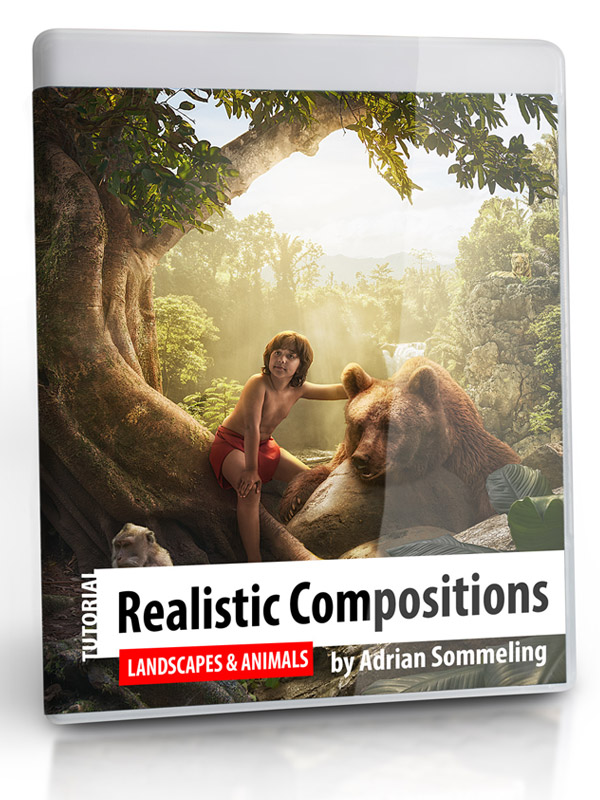 TUTORIAL
Realistic Compositions
LANDSCAPES & ANIMALS
by Adrian Sommeling